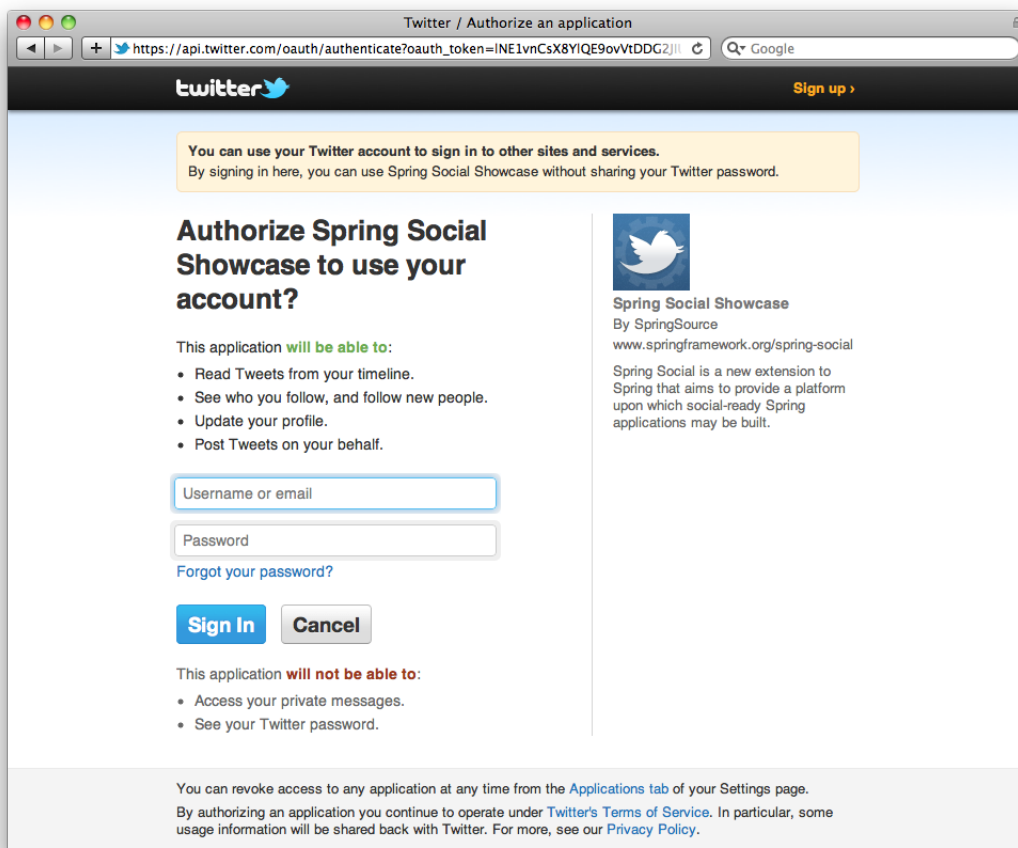 Twitter / Authorize an application
https://api.twitter.com/oauth/authenticate?oauth_token=
Google
twitter
Sign up ›
You can use your Twitter account to sign in to other sites and services.
By signing in here, you can use Spring Social Showcase without sharing your Twitter password.
Authorize Spring Social
Showcase to use your
account?
This application will be able to:
• Read Tweets from your timeline.
• See who you follow, and follow new people.
• Update your profile.
• Post Tweets on your behalf.
Username or email
Password
Forgot your password?
Sign In
Cancel
This application will not be able to:
• Access your private messages.
• See your Twitter password.
Spring Social Showcase
By SpringSource
www.springframework.org/spring-social
Spring Social is a new extension to
Spring that aims to provide a platform
upon which social-ready Spring
applications may be built.
You can revoke access to any application at any time from the Applications tab of your Settings page.
By authorizing an application you continue to operate under Twitter's Terms of Service. In particular, some
usage information will be shared back with Twitter. For more, see our Privacy Policy.